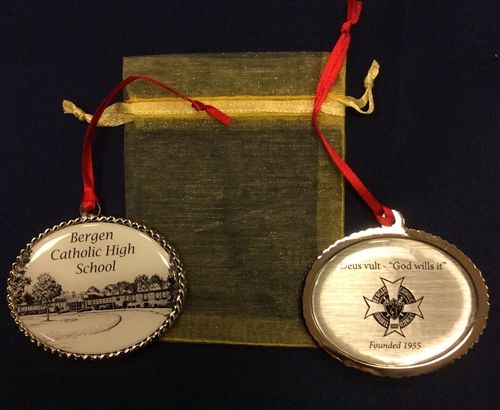 Bergen
Catholic High
School
Deus vult - "God wills it"
Founded 1955